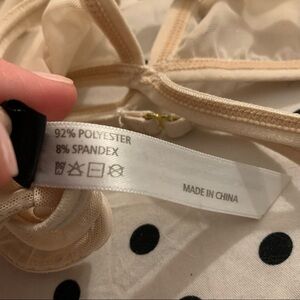 92% POLYESTER
8% SPANDEX
MADE IN CHINA